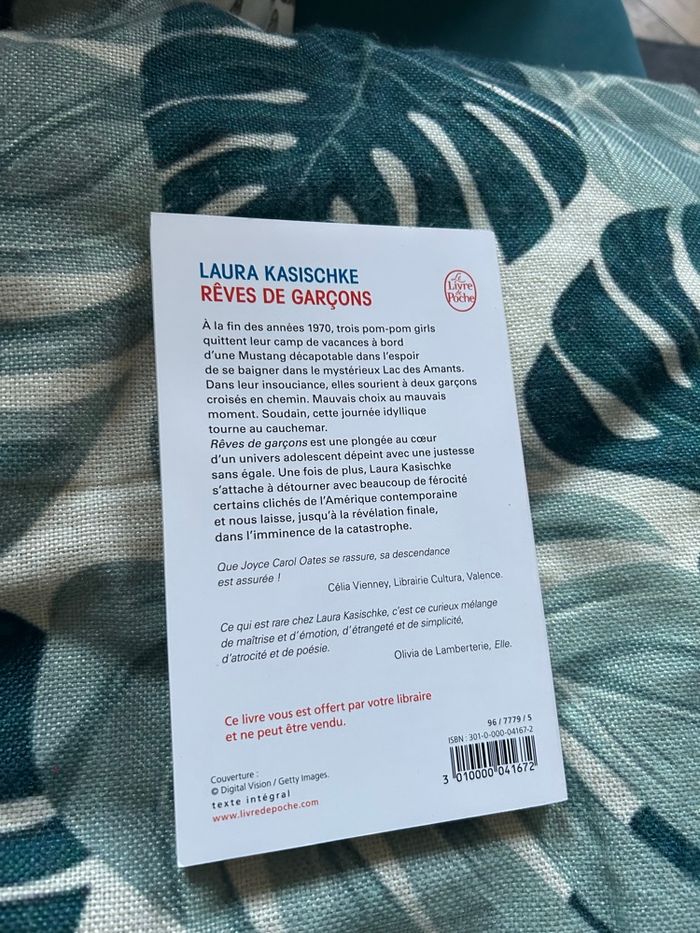 LAURA KASISCHKE
RÊVES DE GARÇONS
Le
Livre
de
Poche
À la fin des années 1970, trois pom-pom girls
quittent leur camp de vacances à bord
d'une Mustang décapotable dans l'espoir
de se baigner dans le mystérieux Lac des Amants.
Dans leur insouciance, elles sourient à deux garçons
croisés en chemin. Mauvais choix au mauvais
moment. Soudain, cette journée idyllique
tourne au cauchemar.
Rêves de garçons est une plongée au cœur
d'un univers adolescent dépeint avec une justesse
sans égale. Une fois de plus, Laura Kasischke
s'attache à détourner avec beaucoup de férocité
certains clichés de l'Amérique contemporaine
et nous laisse, jusqu'à la révélation finale,
dans l'imminence de la catastrophe.
Que Joyce Carol Oates se rassure, sa descendance
est assurée !
Célia Vienney, Librairie Cultura, Valence.
Ce qui est rare chez Laura Kasischke, c'est ce curieux mélange
de maîtrise et d'émotion, d'étrangeté et de simplicité,
d'atrocité et de poésie.
Olivia de Lamberterie, Elle.
Ce livre vous est offert par votre libraire
et ne peut être vendu.
Couverture :
© Digital Vision / Getty Images.
texte intégral
www.livredepoche.com
96 / 7779 / 5
ISBN : 301-0-000-04167-2
3 010000 041672